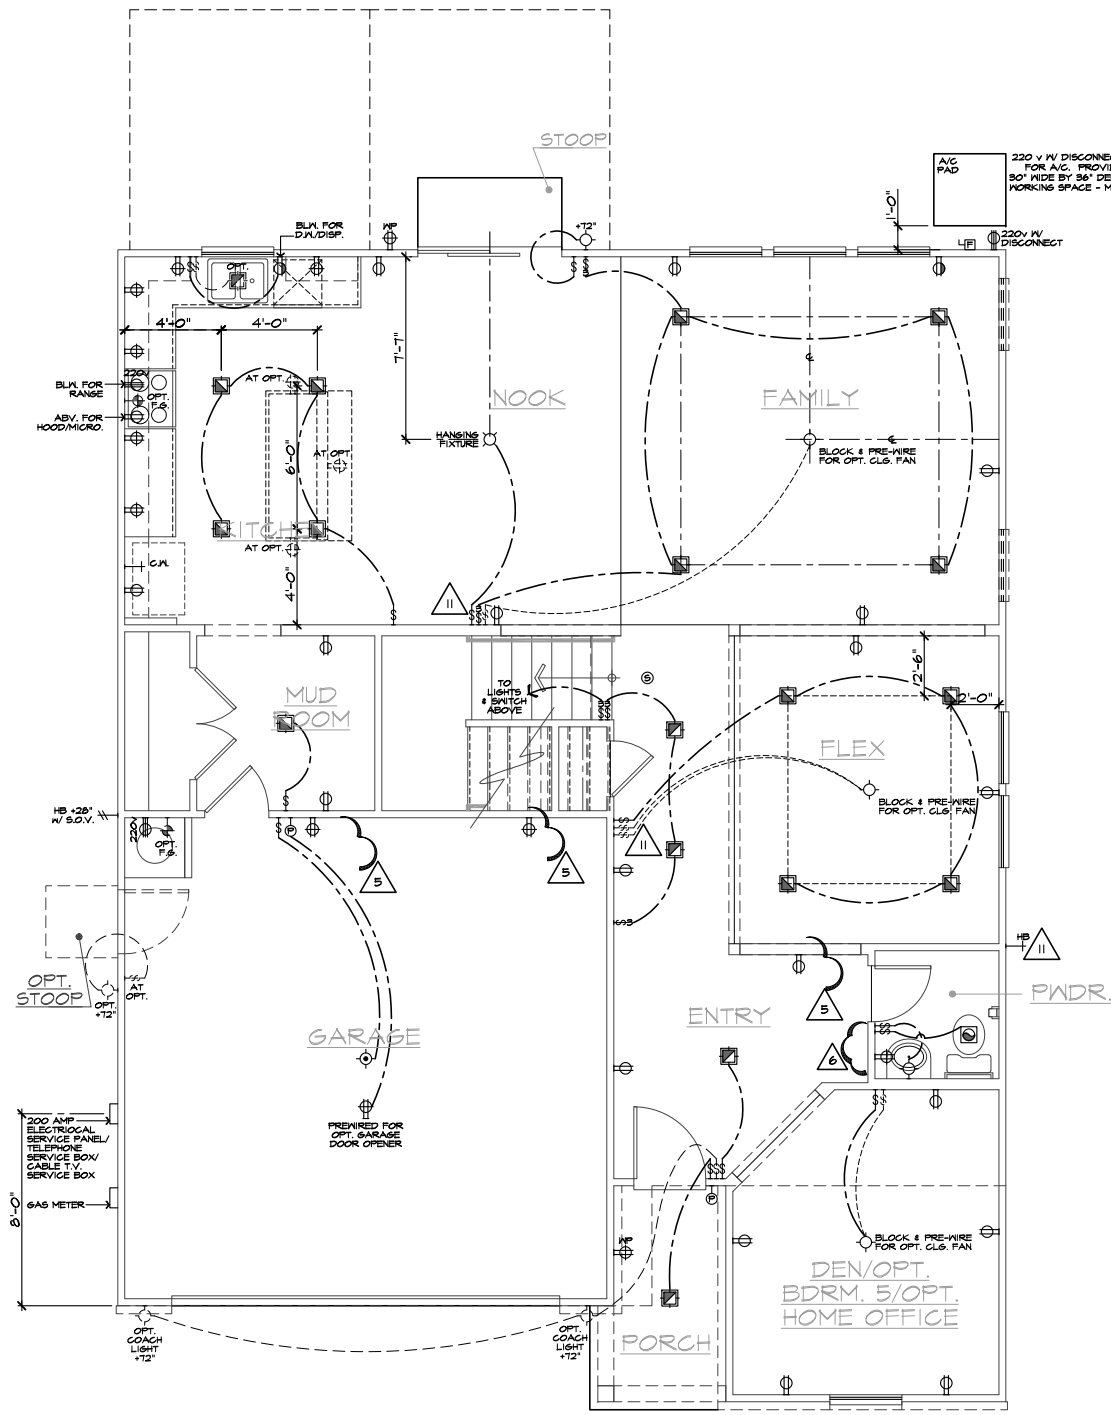 STOOP
A/C
PAD
220 V W/ DISCONNE
FOR A/C. PROVI
30" WIDE BY 36" DE
WORKING SPACE - M
1'-0"
220V W/
DISCONNECT
F
BLW. FOR
D.W./DISP.
WP
+72"
OPT.
4'-0"
4'-0"
7'-7"
220V
BLW. FOR
RANGE
OPT.
F.G.
ABV. FOR
HOOD/MICRO.
AT OPT.
NOOK
FAMILY
HANGING
FIXTURE
BLOCK & PRE-WIRE
FOR OPT. CLG. FAN
AT OPT
6'-0"
KITCHEN
AT OPT.
C.W.
4'-0"
11
MUD
ROOM
TO
LIGHTS
& SWITCH
ABOVE
S
12'-6"
2'-0"
FLEX
BLOCK & PRE-WIRE
FOR OPT. CLG. FAN
HB +28"
W/ S.O.V.
220V
OPT.
F.G.
P
5
5
11
3
HB
11
OPT.
STOOP
AT
OPT.
OPT.
+72"
GARAGE
ENTRY
5
6
PWDR.
PREWIRED FOR
OPT. GARAGE
DOOR OPENER
200 AMP
ELECTRIOCAL
SERVICE PANEL/
TELEPHONE
SERVICE BOX/
CABLE T.V.
SERVICE BOX
GAS METER
8'-0"
P
WP
BLOCK & PRE-WIRE
FOR OPT. CLG. FAN
DEN/OPT.
BDRM. 5/OPT.
HOME OFFICE
PORCH
OPT.
COACH
LIGHT
+72"
OPT.
COACH
LIGHT
+72"